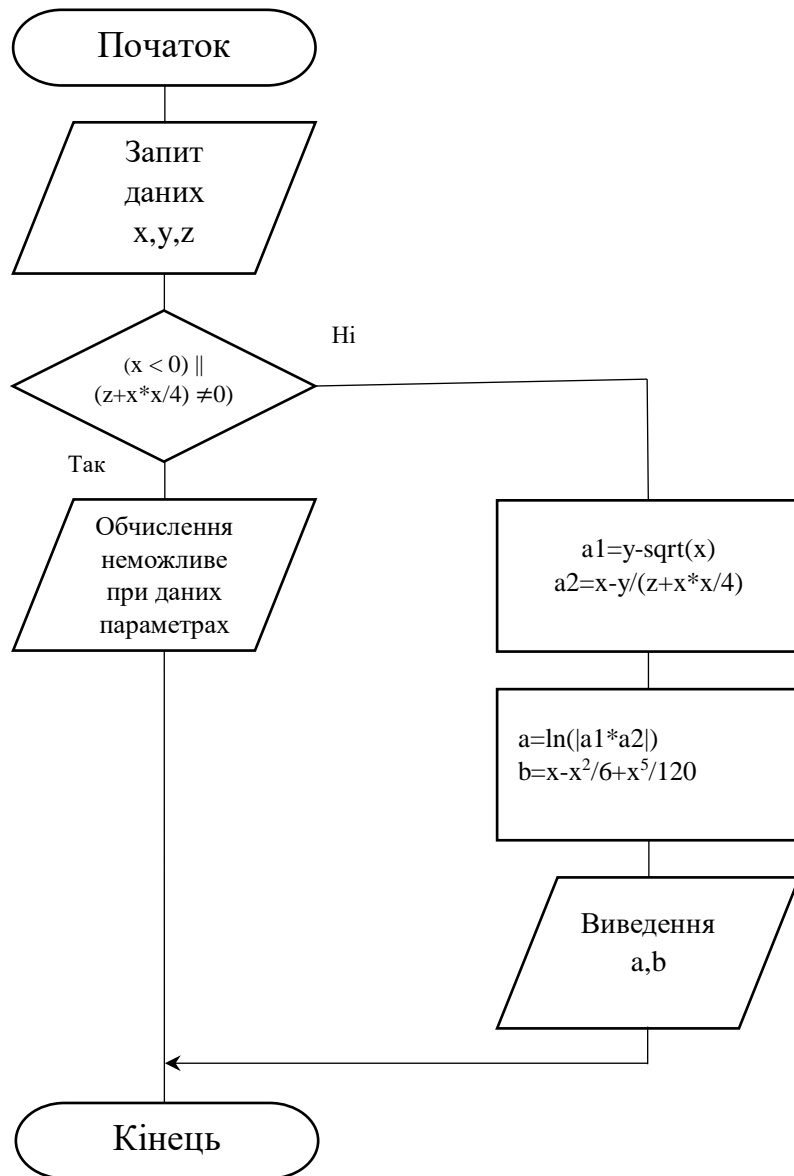 Початок
Запит
даних
x,y,z
Ні
(x < 0) ||
(z+x*x/4) ≠0)
Так
Обчислення
неможливе
при даних
параметрах
a1=y-sqrt(x)
a2=x-y/(z+x*x/4)
a=ln(|a1*a2|)
b=x-x²/6+x⁵/120
Виведення
a,b
Кінець